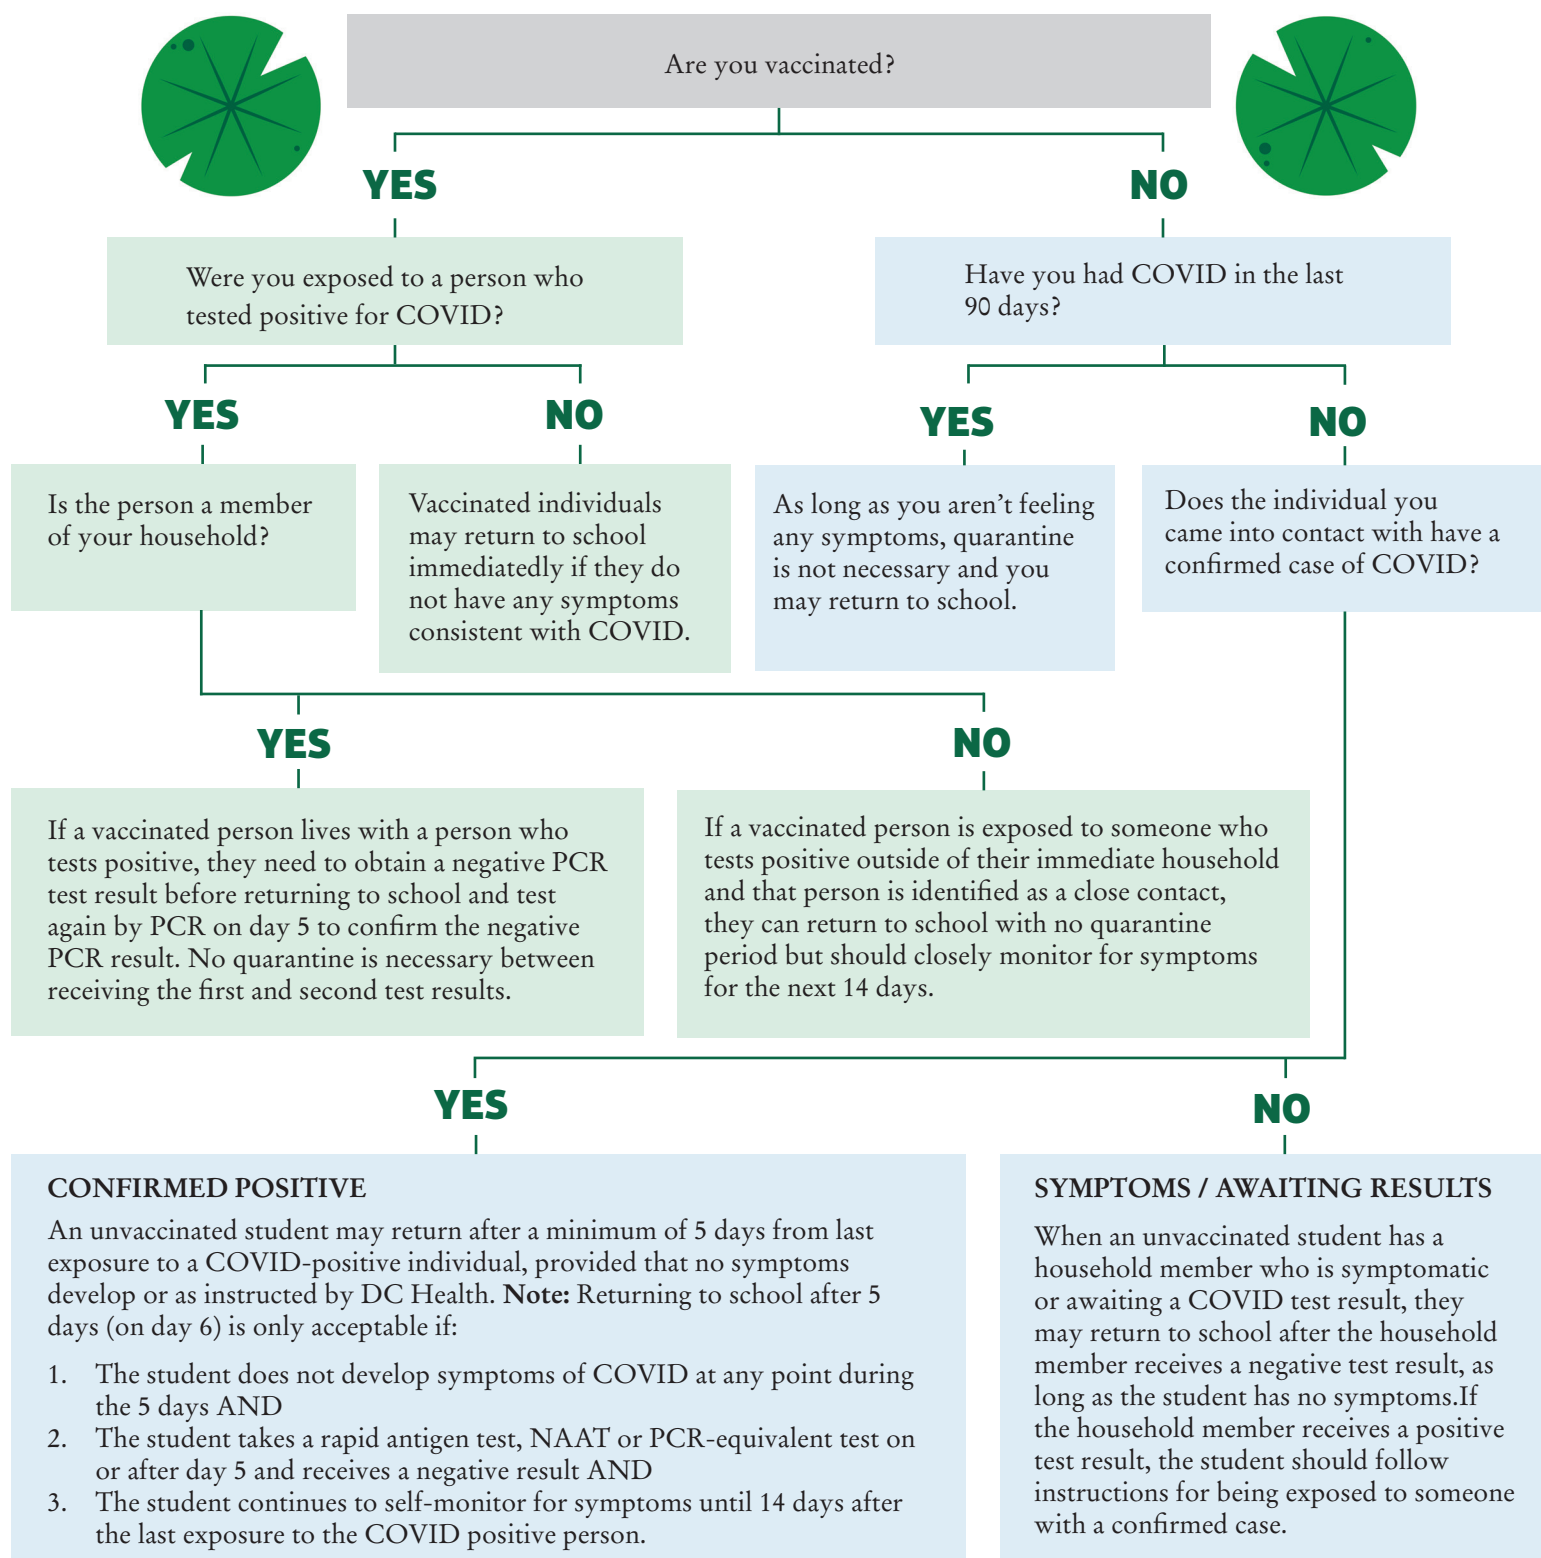 Are you vaccinated?
YES
NO
Were you exposed to a person who
tested positive for COVID?
Have you had COVID in the last
90 days?
YES
NO
YES
NO
Is the person a member
of your household?
Vaccinated individuals
may return to school
immediatedly if they do
not have any symptoms
consistent with COVID.
As long as you aren’t feeling
any symptoms, quarantine
is not necessary and you
may return to school.
Does the individual you
came into contact with have a
confirmed case of COVID?
YES
NO
If a vaccinated person lives with a person who
tests positive, they need to obtain a negative PCR
test result before returning to school and test
again by PCR on day 5 to confirm the negative
PCR result. No quarantine is necessary between
receiving the first and second test results.
If a vaccinated person is exposed to someone who
tests positive outside of their immediate household
and that person is identified as a close contact,
they can return to school with no quarantine
period but should closely monitor for symptoms
for the next 14 days.
YES
NO
CONFIRMED POSITIVE
An unvaccinated student may return after a minimum of 5 days from last
exposure to a COVID-positive individual, provided that no symptoms
develop or as instructed by DC Health. Note: Returning to school after 5
days (on day 6) is only acceptable if:
1. The student does not develop symptoms of COVID at any point during
the 5 days AND
2. The student takes a rapid antigen test, NAAT or PCR-equivalent test on
or after day 5 and receives a negative result AND
3. The student continues to self-monitor for symptoms until 14 days after
the last exposure to the COVID positive person.
SYMPTOMS / AWAITING RESULTS
When an unvaccinated student has a
household member who is symptomatic
or awaiting a COVID test result, they
may return to school after the household
member receives a negative test result, as
long as the student has no symptoms.If
the household member receives a positive
test result, the student should follow
instructions for being exposed to someone
with a confirmed case.